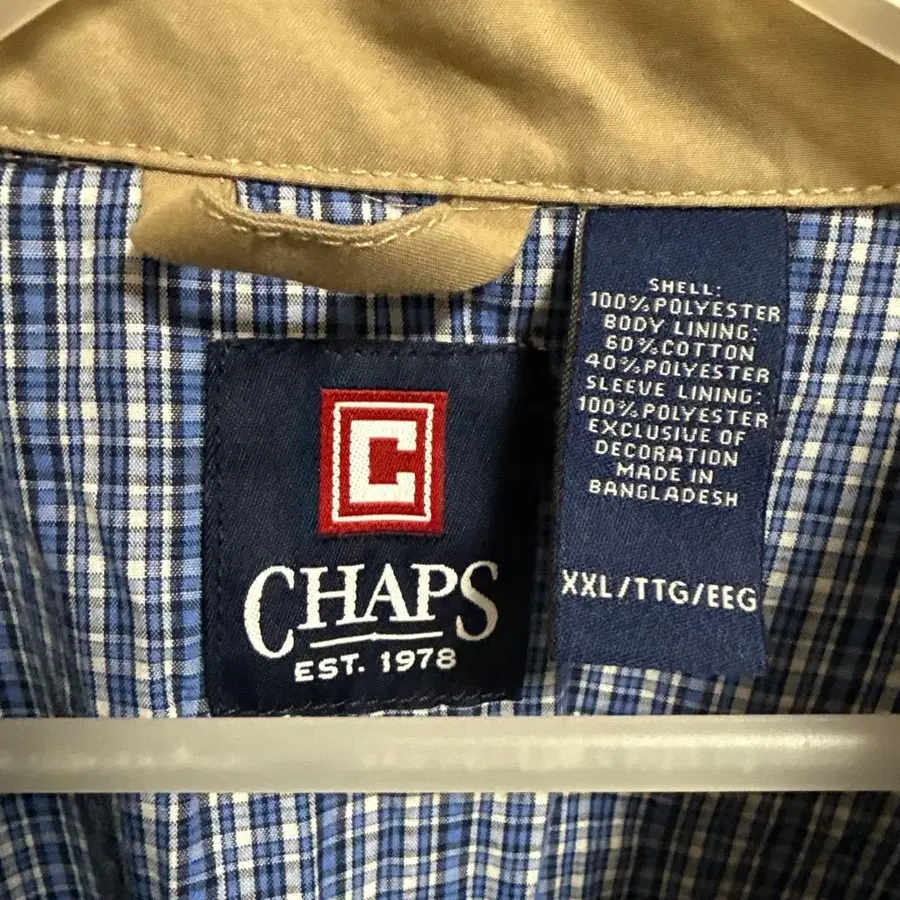 C
CHAPS
EST. 1978
SHELL:
100%POLYESTER
BODY LINING:
60%COTTON
40%POLYESTER
SLEEVE LINING:
100%POLYESTER
EXCLUSIVE OF
DECORATION
MADE IN
BANGLADESH
XXL/TTG/EEG